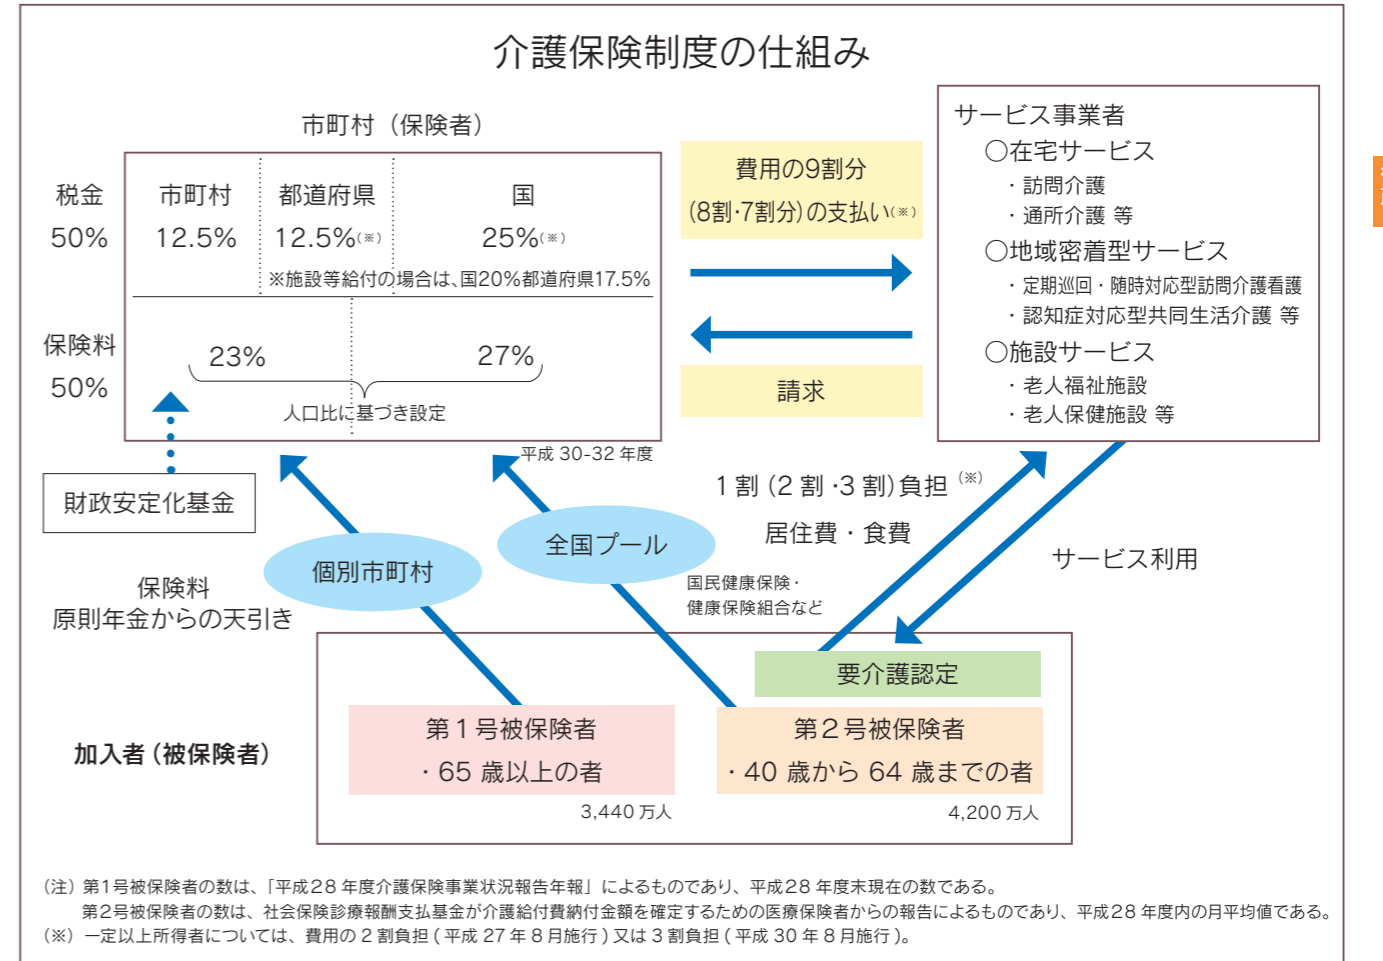 介護保険制度の仕組み
市町村（保険者）
税金
50%
市町村
12.5%
都道府県
12.5%(※)
国
25%(※)
※施設等給付の場合は、国20%都道府県17.5%
保険料
50%
23%
27%
人口比に基づき設定
平成 30-32 年度
費用の9割分
(8割･7割分)の支払い(※)
請求
サービス事業者
○在宅サービス
・訪問介護
・通所介護 等
○地域密着型サービス
・定期巡回・随時対応型訪問介護看護
・認知症対応型共同生活介護 等
○施設サービス
・老人福祉施設
・老人保健施設 等
財政安定化基金
個別市町村
全国プール
保険料
原則年金からの天引き
国民健康保険・
健康保険組合など
1 割 (2 割 ･3 割) 負担 (※)
居住費・食費
サービス利用
要介護認定
加入者 (被保険者)
第１号被保険者
・65 歳以上の者
3,440 万人
第２号被保険者
・40 歳から 64 歳までの者
4,200 万人
(注) 第1号被保険者の数は、「平成28 年度介護保険事業状況報告年報」によるものであり、平成28 年度末現在の数である。
第2号被保険者の数は、社会保険診療報酬支払基金が介護給付費納付金額を確定するための医療保険者からの報告によるものであり、平成28 年度内の月平均値である。
(※) 一定以上所得者については、費用の 2 割負担 ( 平成 27 年 8 月施行 ) 又は 3 割負担 ( 平成 30 年 8 月施行 )。